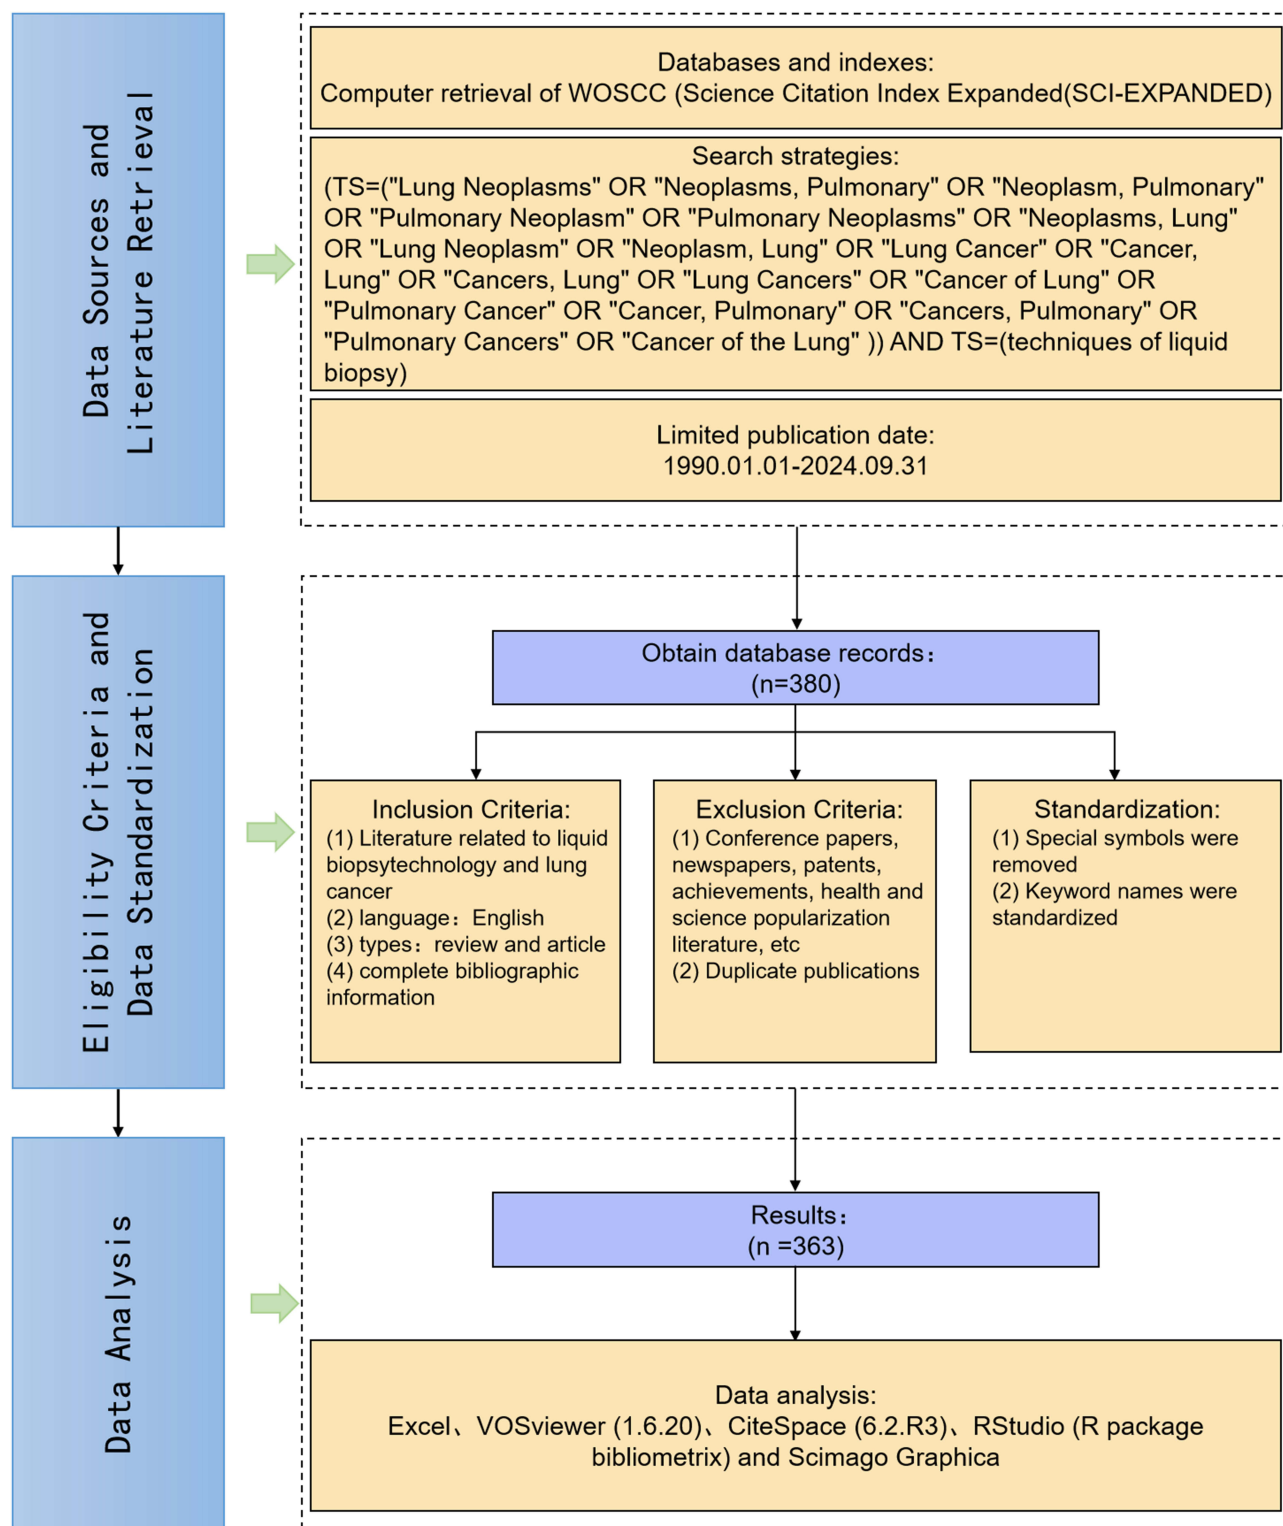 Data Sources and
Literature Retrieval
Databases and indexes:
Computer retrieval of WOSCC (Science Citation Index Expanded(SCI-EXPANDED)
Search strategies:
(TS=("Lung Neoplasms" OR "Neoplasms, Pulmonary" OR "Neoplasm, Pulmonary"
OR "Pulmonary Neoplasm" OR "Pulmonary Neoplasms" OR "Neoplasms, Lung"
OR "Lung Neoplasm" OR "Neoplasm, Lung" OR "Lung Cancer" OR "Cancer,
Lung" OR "Cancers, Lung" OR "Lung Cancers" OR "Cancer of Lung" OR
"Pulmonary Cancer" OR "Cancer, Pulmonary" OR "Cancers, Pulmonary" OR
"Pulmonary Cancers" OR "Cancer of the Lung" )) AND TS=(techniques of liquid
biopsy)
Limited publication date:
1990.01.01-2024.09.31
Eligibility Criteria and
Data Standardization
Obtain database records：
(n=380)
Inclusion Criteria:
(1) Literature related to liquid
biopsytechnology and lung
cancer
(2) language：English
(3) types：review and article
(4) complete bibliographic
information
Exclusion Criteria:
(1) Conference papers,
newspapers, patents,
achievements, health and
science popularization
literature, etc
(2) Duplicate publications
Standardization:
(1) Special symbols were
removed
(2) Keyword names were
standardized
Data Analysis
Results：
(n =363)
Data analysis:
Excel、VOSviewer (1.6.20)、CiteSpace (6.2.R3)、RStudio (R package
bibliometrix) and Scimago Graphica